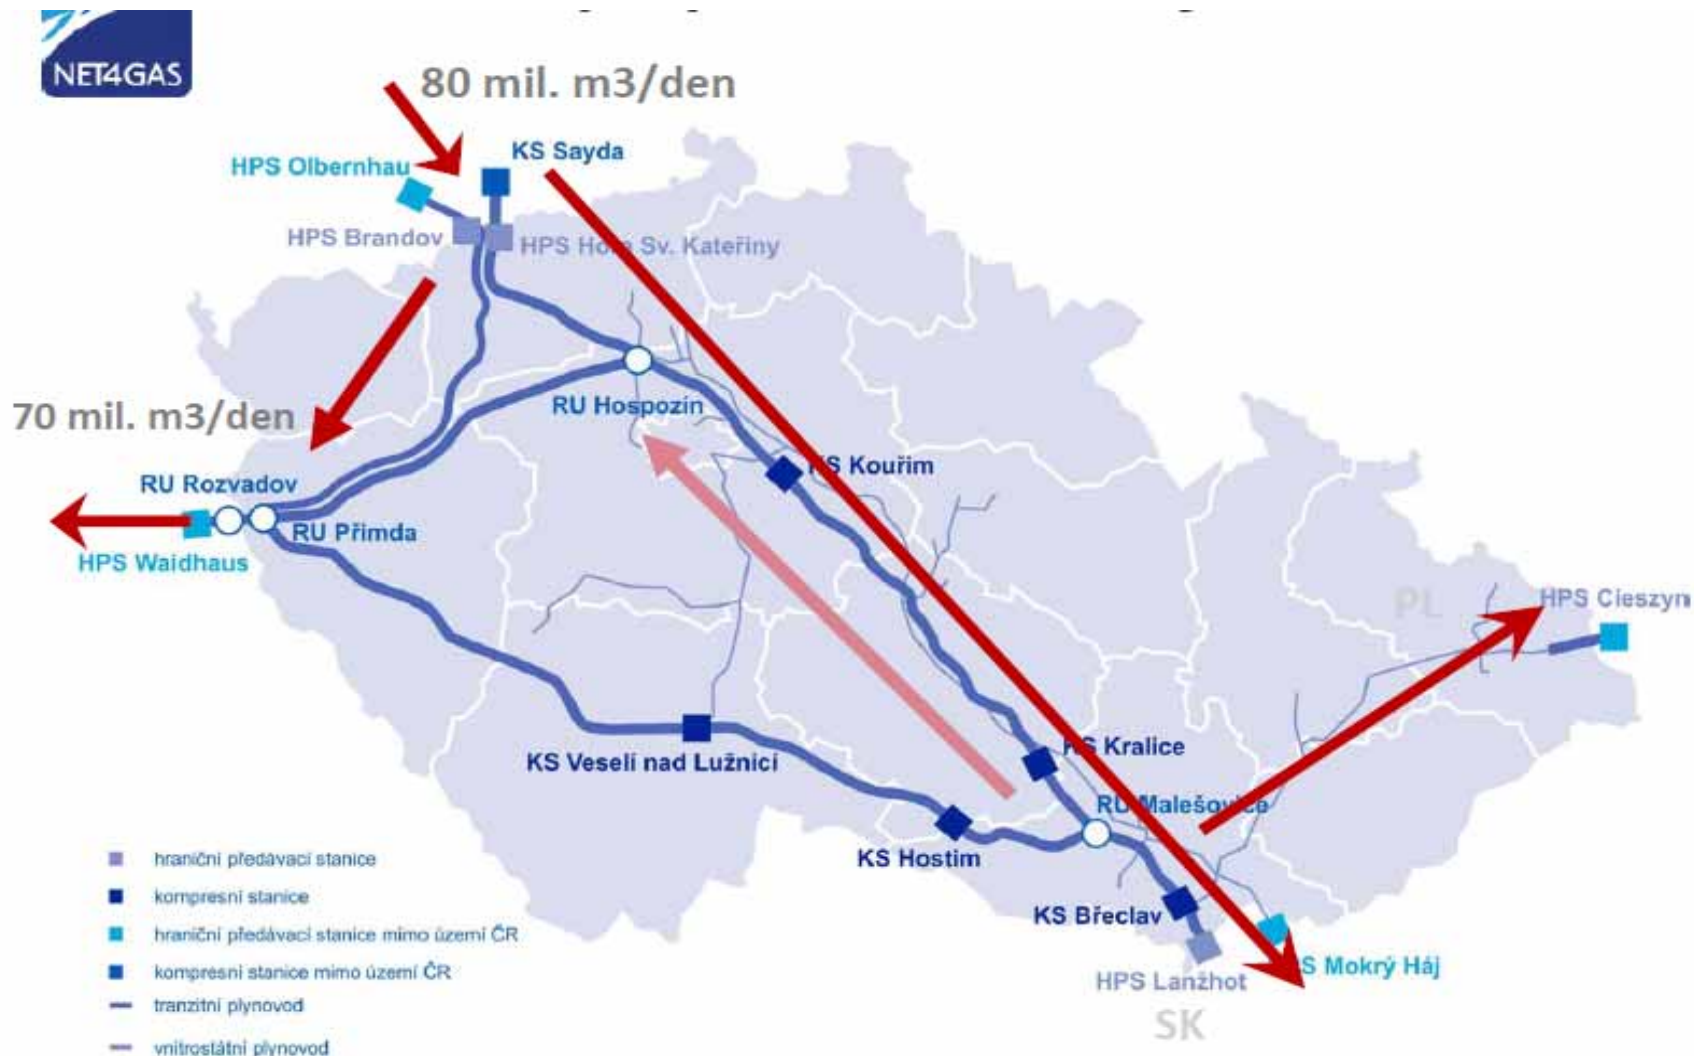 NET4GAS
80 mil. m3/den
KS Sayda
HPS Olbernhau
HPS Brandov
HPS Hora Sv. Kateřiny
70 mil. m3/den
RU Hospozín
KS Kouřim
RU Rozvadov
RU Přimda
HPS Waidhaus
PL
HPS Cieszyn
KS Kralice
KS Veselí nad Lužnicí
RU Malešovice
KS Hostim
KS Břeclav
HPS Lanžhot
S Mokrý Háj
SK
hraniční předávací stanice
kompresní stanice
hraniční předávací stanice mimo území ČR
kompresní stanice mimo území ČR
tranzitní plynovod
vnitrostátní plynovod